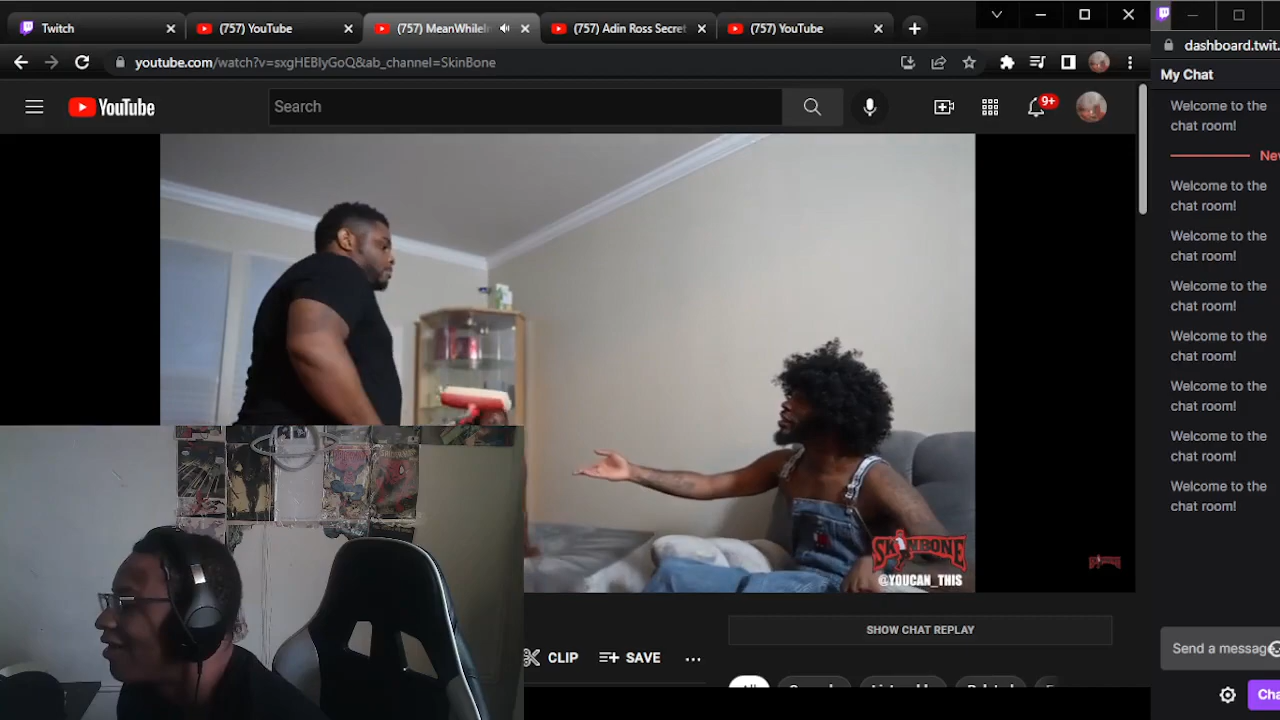 Twitch
(757) YouTube
(757) MeanWhileIn
(757) Adin Ross Secret
(757) YouTube
youtube.com/watch?v=sxgHEBlyGoQ&ab_channel=SkinBone
dashboard.twit
YouTube
Search
9+
My Chat
Welcome to the
chat room!
New
Welcome to the
chat room!
Welcome to the
chat room!
Welcome to the
chat room!
Welcome to the
chat room!
Welcome to the
chat room!
Welcome to the
chat room!
Welcome to the
chat room!
SKINBONE
@YOUCAN_THIS
SHOW CHAT REPLAY
CLIP
SAVE
Send a message
Cha